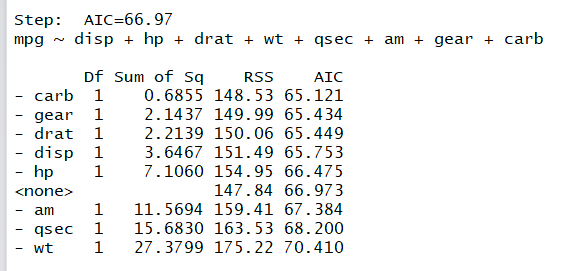 Step:  AIC=66.97
mpg ~ disp + hp + drat + wt + qsec + am + gear + carb
Df Sum of Sq    RSS    AIC
- carb  1    0.6855 148.53 65.121
- gear  1    2.1437 149.99 65.434
- drat  1    2.2139 150.06 65.449
- disp  1    3.6467 151.49 65.753
- hp    1    7.1060 154.95 66.475
<none>              147.84 66.973
- am    1   11.5694 159.41 67.384
- qsec  1   15.6830 163.53 68.200
- wt    1   27.3799 175.22 70.410